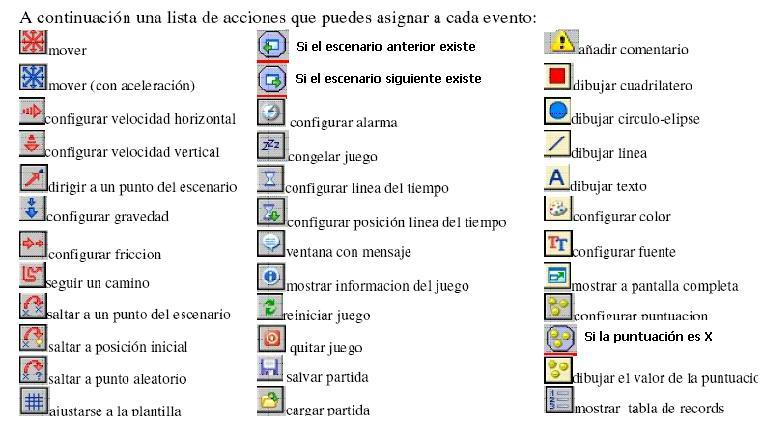 A continuación una lista de acciones que puedes asignar a cada evento:
mover
mover (con aceleración)
configurar velocidad horizontal
configurar velocidad vertical
dirigir a un punto del escenario
configurar gravedad
configurar friccion
seguir un camino
saltar a un punto del escenario
saltar a posición inicial
saltar a punto aleatorio
ajustarse a la plantilla
Si el escenario anterior existe
Si el escenario siguiente existe
configurar alarma
congelar juego
configurar linea del tiempo
configurar posición linea del tiempo
ventana con mensaje
mostrar informacion del juego
reiniciar juego
quitar juego
salvar partida
cargar partida
añadir comentario
dibujar cuadrilatero
dibujar circulo-elipse
dibujar linea
dibujar texto
configurar color
configurar fuente
mostrar a pantalla completa
configurar puntuacion
Si la puntuación es X
dibujar el valor de la puntuacio
mostrar tabla de records